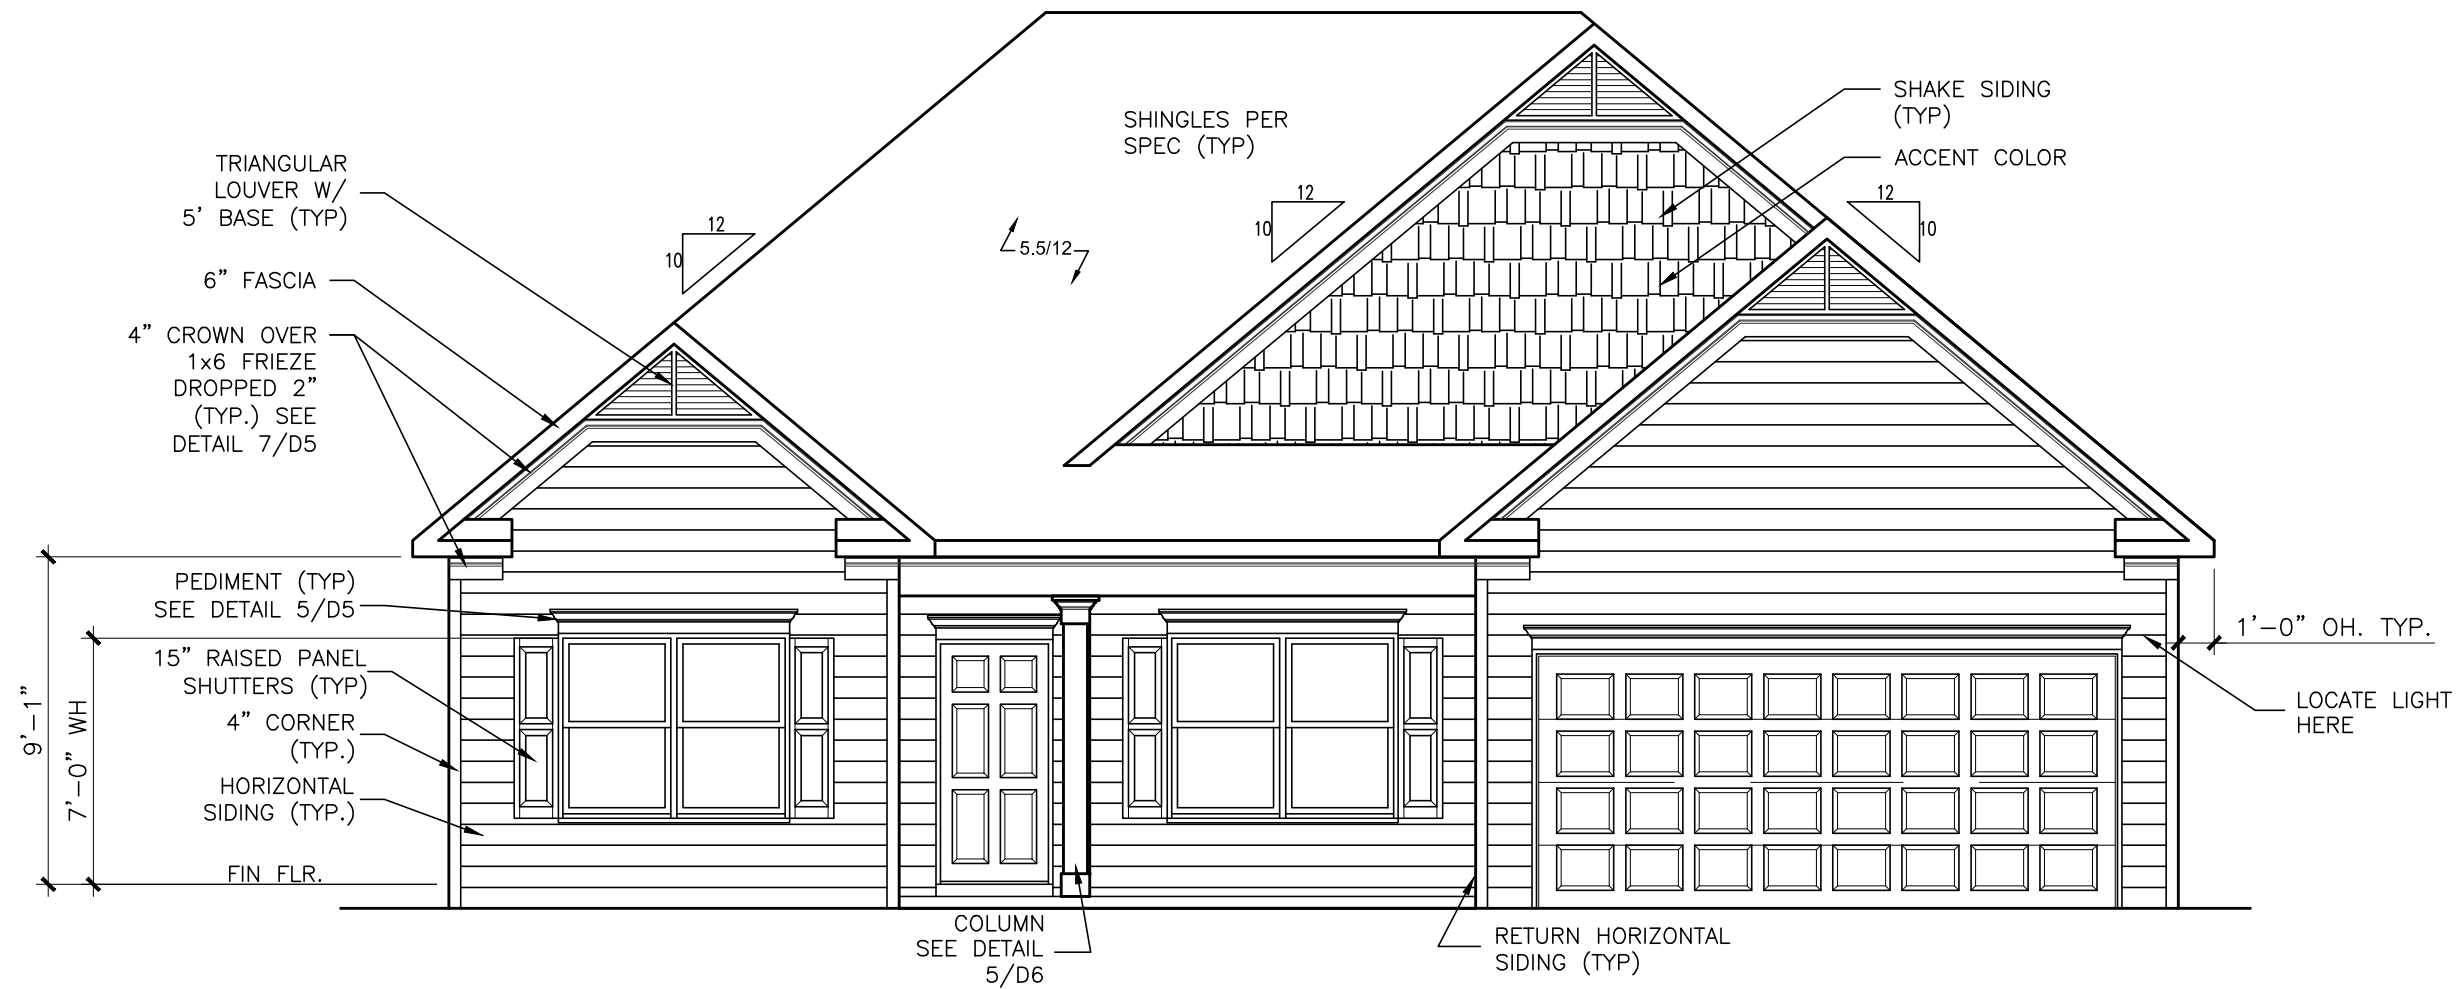 SHAKE SIDING
(TYP)
SHINGLES PER
SPEC (TYP)
ACCENT COLOR
TRIANGULAR
LOUVER W/
5' BASE (TYP)
12
10
12
10
12
10
5.5/12
6" FASCIA
4" CROWN OVER
1x6 FRIEZE
DROPPED 2"
(TYP.) SEE
DETAIL 7/D5
PEDIMENT (TYP)
SEE DETAIL 5/D5
1'-0" OH. TYP.
15" RAISED PANEL
SHUTTERS (TYP)
9'-1"
7'-0" WH
LOCATE LIGHT
HERE
4" CORNER
(TYP.)
HORIZONTAL
SIDING (TYP.)
FIN FLR.
COLUMN
SEE DETAIL
5/D6
RETURN HORIZONTAL
SIDING (TYP)